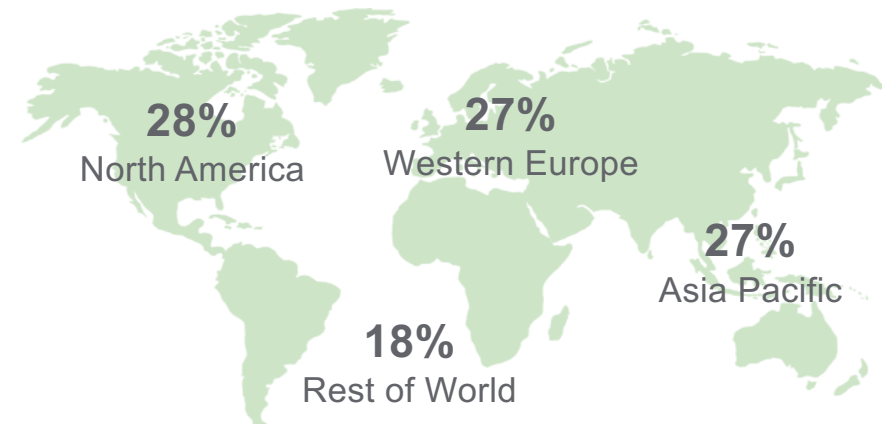 28%
North America
27%
Western Europe
27%
Asia Pacific
18%
Rest of World